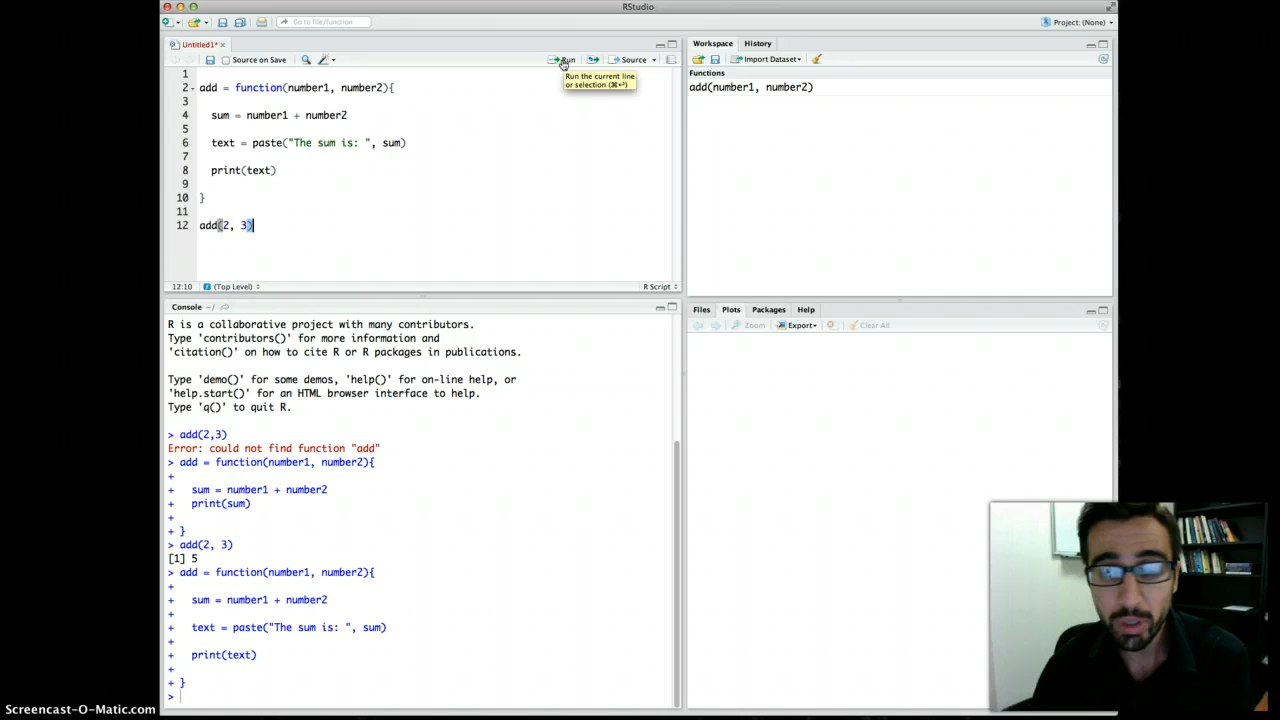 RStudio
Go to file/function
Project: (None)
Untitled1*
Source on Save
Run
Source
Run the current line
or selection (⌘↩)
1
2 add = function(number1, number2){
3
4 sum = number1 + number2
5
6 text = paste("The sum is: ", sum)
7
8 print(text)
9
10 }
11
12 add(2, 3)
12:10 (Top Level) R Script
Workspace History
Import Dataset
Functions
add(number1, number2)
Files Plots Packages Help
Zoom Export Clear All
Console ~/
R is a collaborative project with many contributors.
Type 'contributors()' for more information and
'citation()' on how to cite R or R packages in publications.
Type 'demo()' for some demos, 'help()' for on-line help, or
'help.start()' for an HTML browser interface to help.
Type 'q()' to quit R.
> add(2,3)
Error: could not find function "add"
> add = function(number1, number2){
+
+ sum = number1 + number2
+ print(sum)
+
+ }
> add(2, 3)
[1] 5
> add = function(number1, number2){
+
+ sum = number1 + number2
+
+ text = paste("The sum is: ", sum)
+
+ print(text)
+
+ }
>
Screencast-O-Matic.com